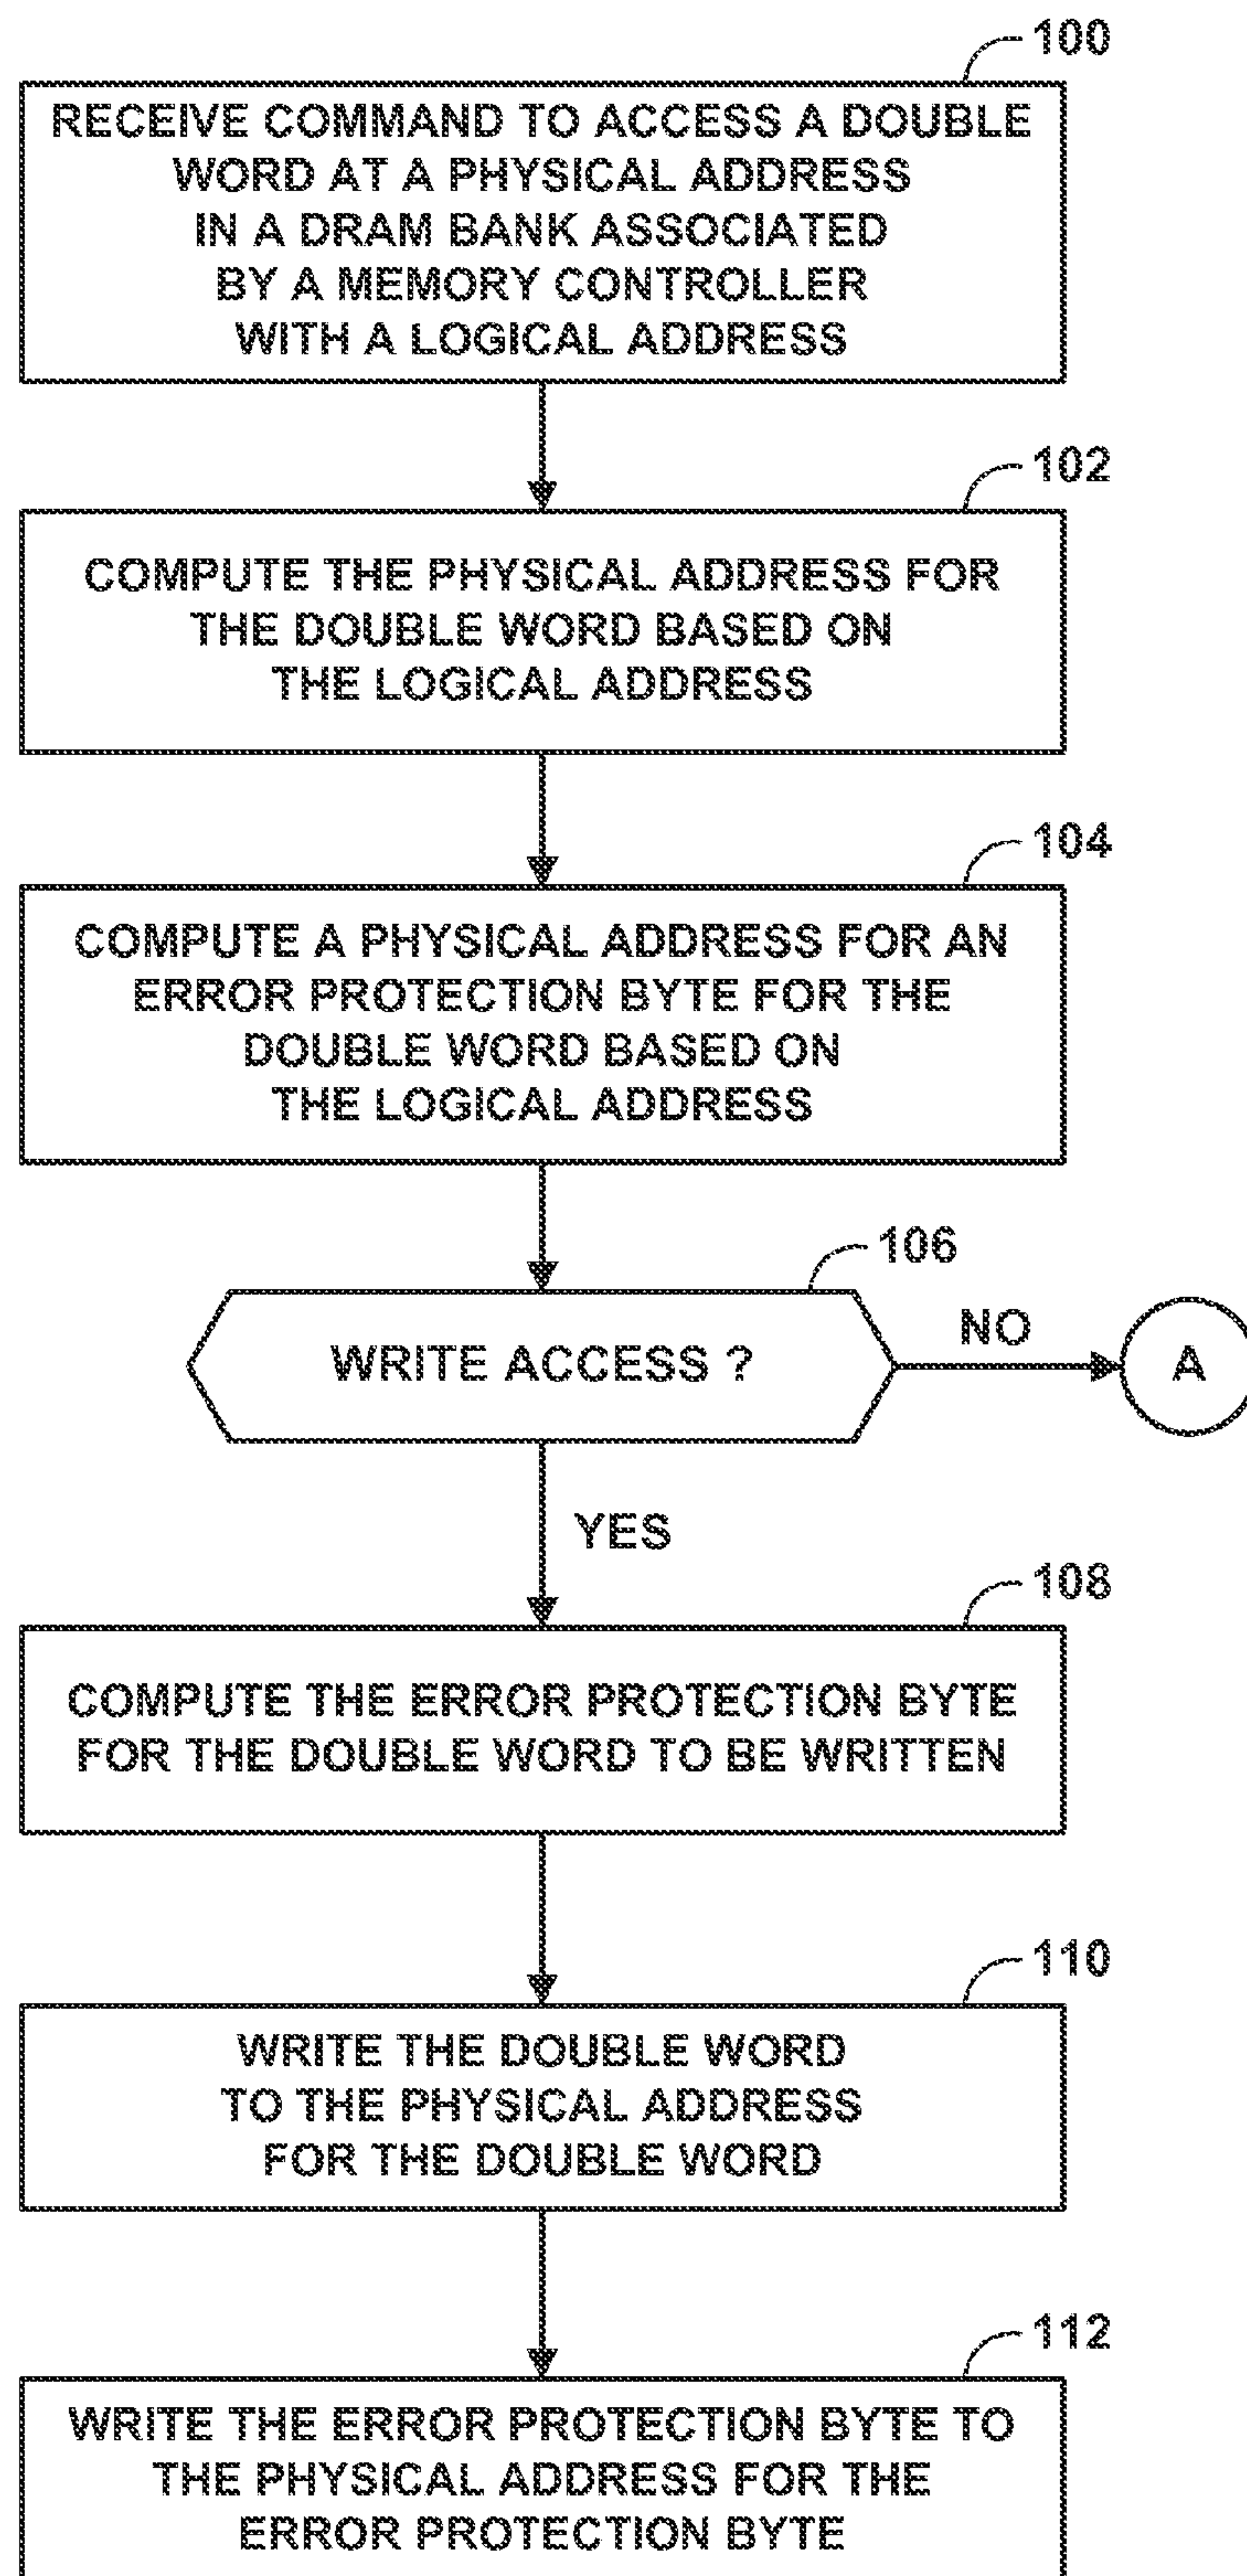 100
RECEIVE COMMAND TO ACCESS A DOUBLE
WORD AT A PHYSICAL ADDRESS
IN A DRAM BANK ASSOCIATED
BY A MEMORY CONTROLLER
WITH A LOGICAL ADDRESS
102
COMPUTE THE PHYSICAL ADDRESS FOR
THE DOUBLE WORD BASED ON
THE LOGICAL ADDRESS
104
COMPUTE A PHYSICAL ADDRESS FOR AN
ERROR PROTECTION BYTE FOR THE
DOUBLE WORD BASED ON
THE LOGICAL ADDRESS
106
WRITE ACCESS ?
NO
A
YES
108
COMPUTE THE ERROR PROTECTION BYTE
FOR THE DOUBLE WORD TO BE WRITTEN
110
WRITE THE DOUBLE WORD
TO THE PHYSICAL ADDRESS
FOR THE DOUBLE WORD
112
WRITE THE ERROR PROTECTION BYTE TO
THE PHYSICAL ADDRESS FOR THE
ERROR PROTECTION BYTE